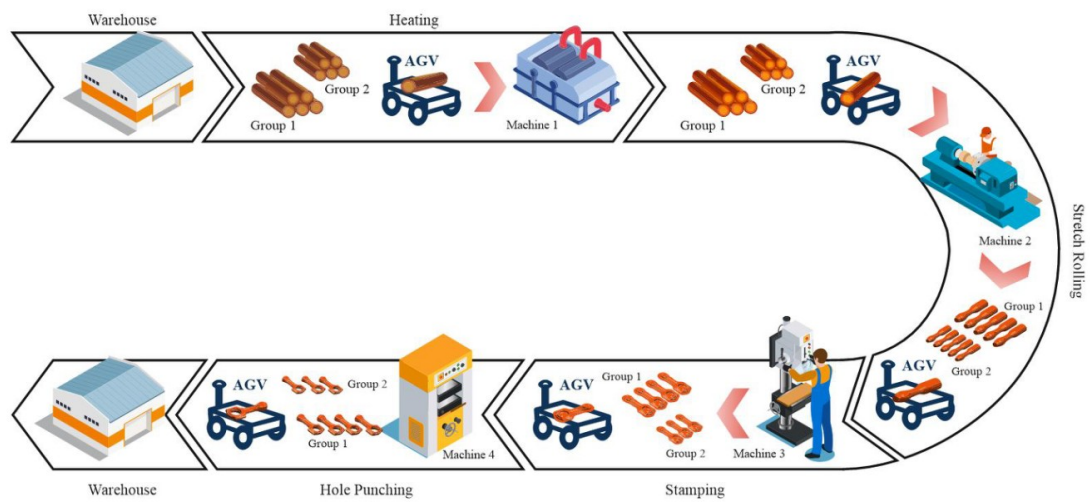 Warehouse
Heating
Group 2
Group 1
AGV
Machine 1
Group 2
Group 1
AGV
Machine 2
Stretch Rolling
Group 1
Group 2
AGV
Machine 3
Group 1
Group 2
AGV
Stamping
Machine 4
Group 2
Group 1
AGV
Hole Punching
Warehouse